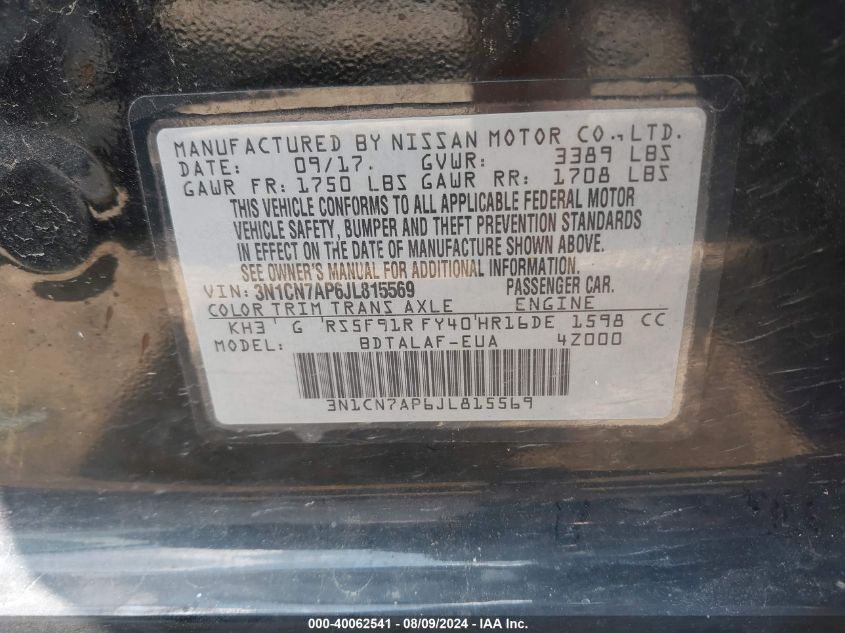 MANUFACTURED BY NISSAN MOTOR CO.,LTD.
DATE: 09/17. GVWR: 3389 LBS
GAWR FR: 1750 LBS GAWR RR: 1708 LBS
THIS VEHICLE CONFORMS TO ALL APPLICABLE FEDERAL MOTOR
VEHICLE SAFETY, BUMPER AND THEFT PREVENTION STANDARDS
IN EFFECT ON THE DATE OF MANUFACTURE SHOWN ABOVE.
SEE OWNER'S MANUAL FOR ADDITIONAL INFORMATION.
VIN: 3N1CN7AP6JL815569 PASSENGER CAR.
COLOR TRIM TRANS AXLE ENGINE
KH3 G RS5F91R FY40 HR16DE 1598 CC
MODEL: BDTALAF-EUA 4Z000
3N1CN7AP6JL815569
000-40062541 - 08/09/2024 - IAA Inc.